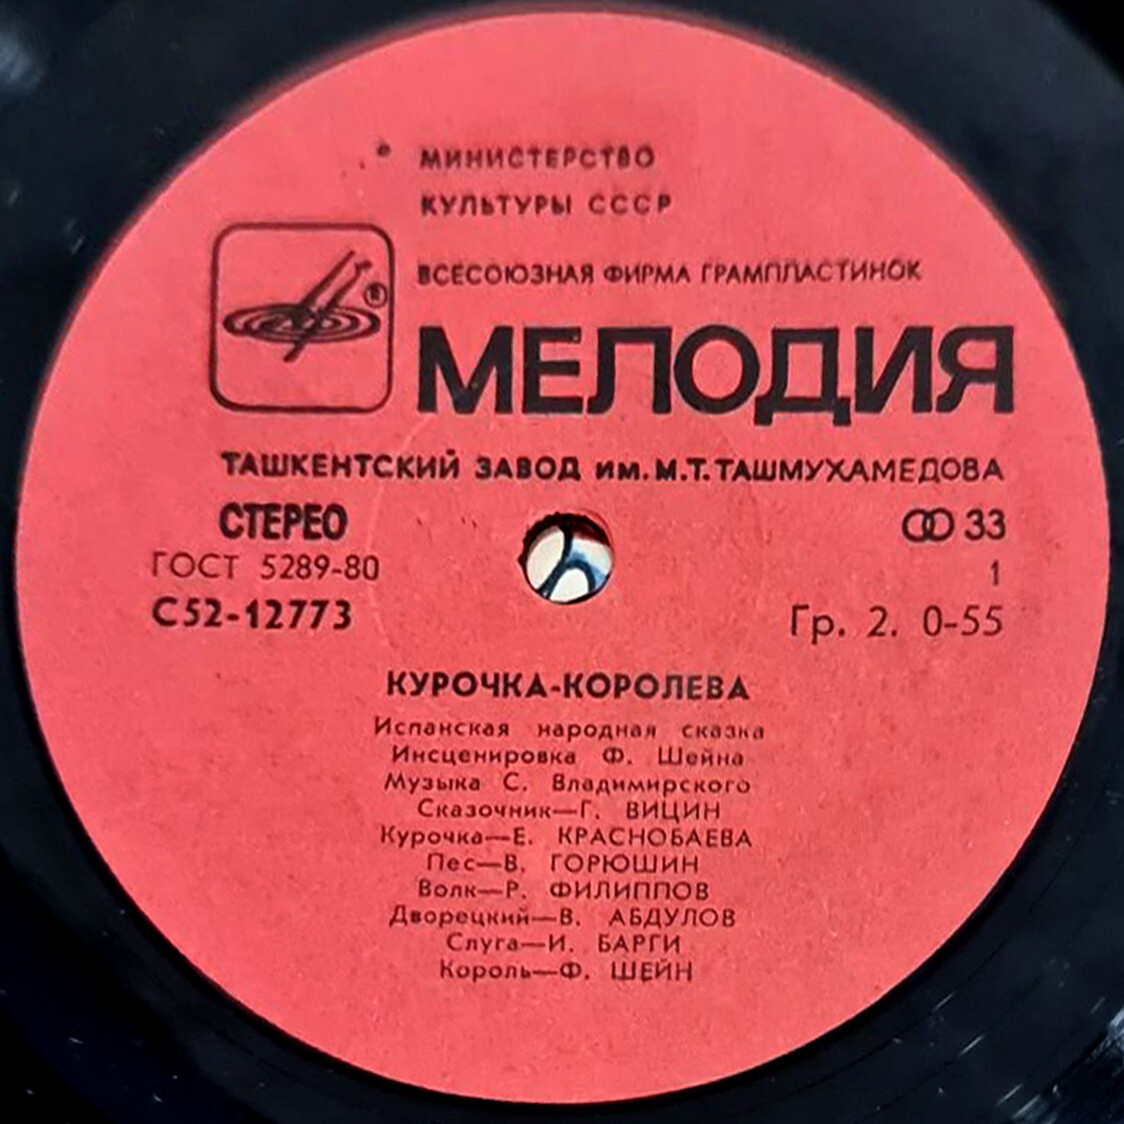 МИНИСТЕРСТВО
КУЛЬТУРЫ СССР
ВСЕСОЮЗНАЯ ФИРМА ГРАМПЛАСТИНОК
®
МЕЛОДИЯ
ТАШКЕНТСКИЙ ЗАВОД им. М.Т. ТАШМУХАМЕДОВА
СТЕРЕО 33
ГОСТ 5289-80 1
С52-12773 Гр. 2. 0-55
КУРОЧКА-КОРОЛЕВА
Испанская народная сказка
Инсценировка Ф. Шейна
Музыка С. Владимирского
Сказочник—Г. ВИЦИН
Курочка—Е. КРАСНОБАЕВА
Пес—В. ГОРЮШИН
Волк—Р. ФИЛИППОВ
Дворецкий—В. АБДУЛОВ
Слуга—И. БАРГИ
Король—Ф. ШЕЙН